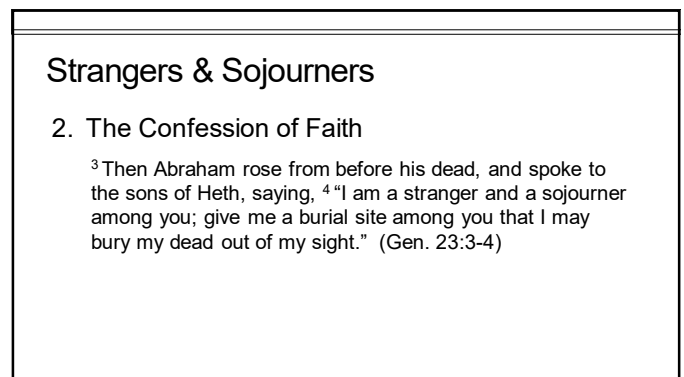 Strangers & Sojourners
2. The Confession of Faith
3 Then Abraham rose from before his dead, and spoke to
the sons of Heth, saying, 4 “I am a stranger and a sojourner
among you; give me a burial site among you that I may
bury my dead out of my sight.” (Gen. 23:3-4)